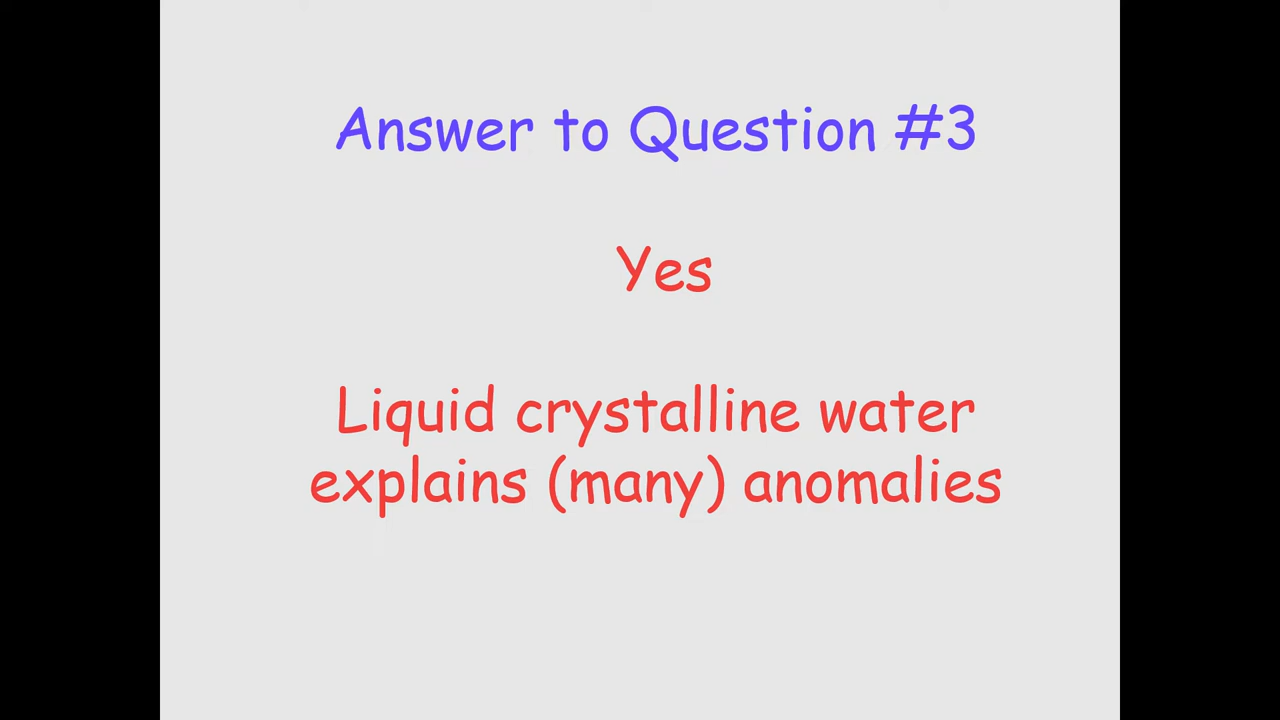 Answer to Question #3
Yes
Liquid crystalline water
explains (many) anomalies